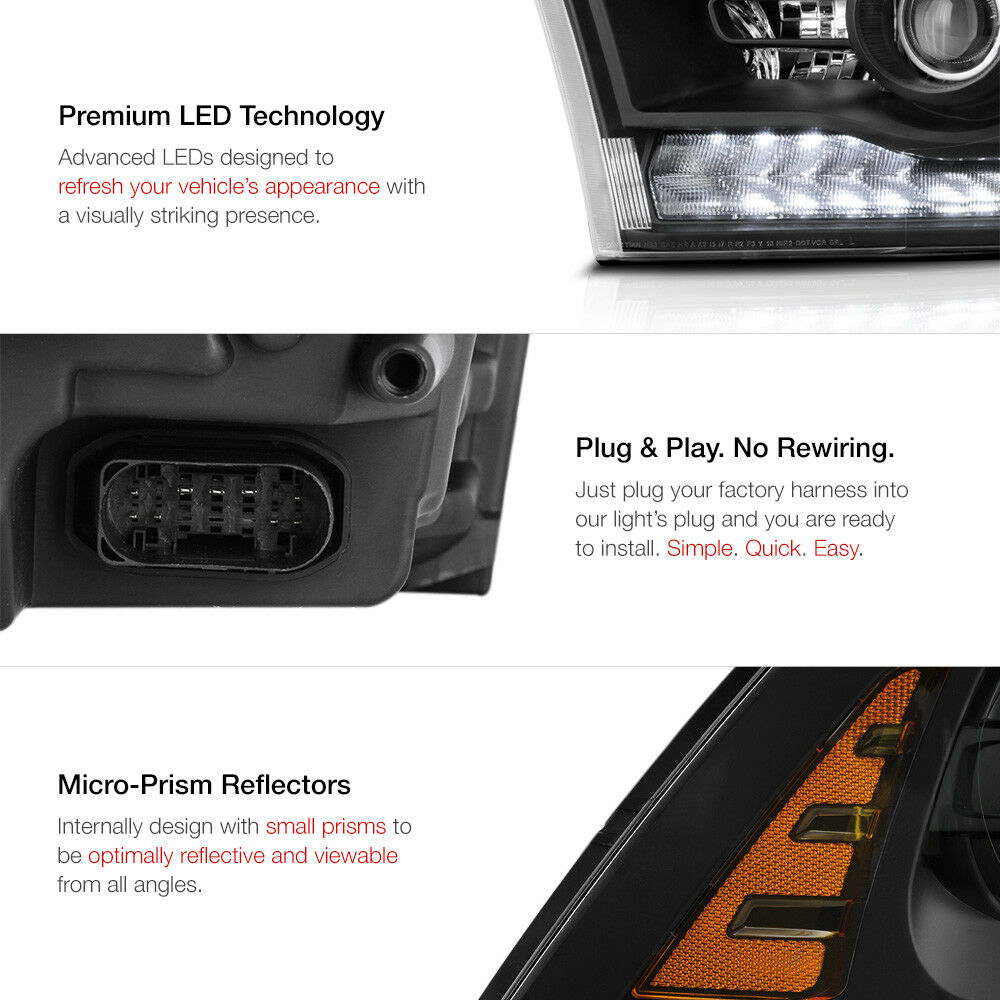 Premium LED Technology
Advanced LEDs designed to
refresh your vehicle's appearance with
a visually striking presence.
Plug & Play. No Rewiring.
Just plug your factory harness into
our light's plug and you are ready
to install. Simple. Quick. Easy.
Micro-Prism Reflectors
Internally design with small prisms to
be optimally reflective and viewable
from all angles.